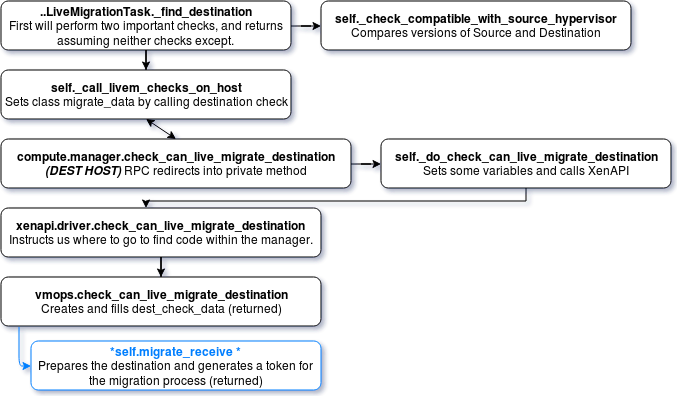 ..LiveMigrationTask._find_destination
First will perform two important checks, and returns
assuming neither checks except.
self._check_compatible_with_source_hypervisor
Compares versions of Source and Destination
self._call_livem_checks_on_host
Sets class migrate_data by calling destination check
compute.manager.check_can_live_migrate_destination
(DEST HOST) RPC redirects into private method
self._do_check_can_live_migrate_destination
Sets some variables and calls XenAPI
xenapi.driver.check_can_live_migrate_destination
Instructs us where to go to find code within the manager.
vmops.check_can_live_migrate_destination
Creates and fills dest_check_data (returned)
*self.migrate_receive *
Prepares the destination and generates a token for
the migration process (returned)